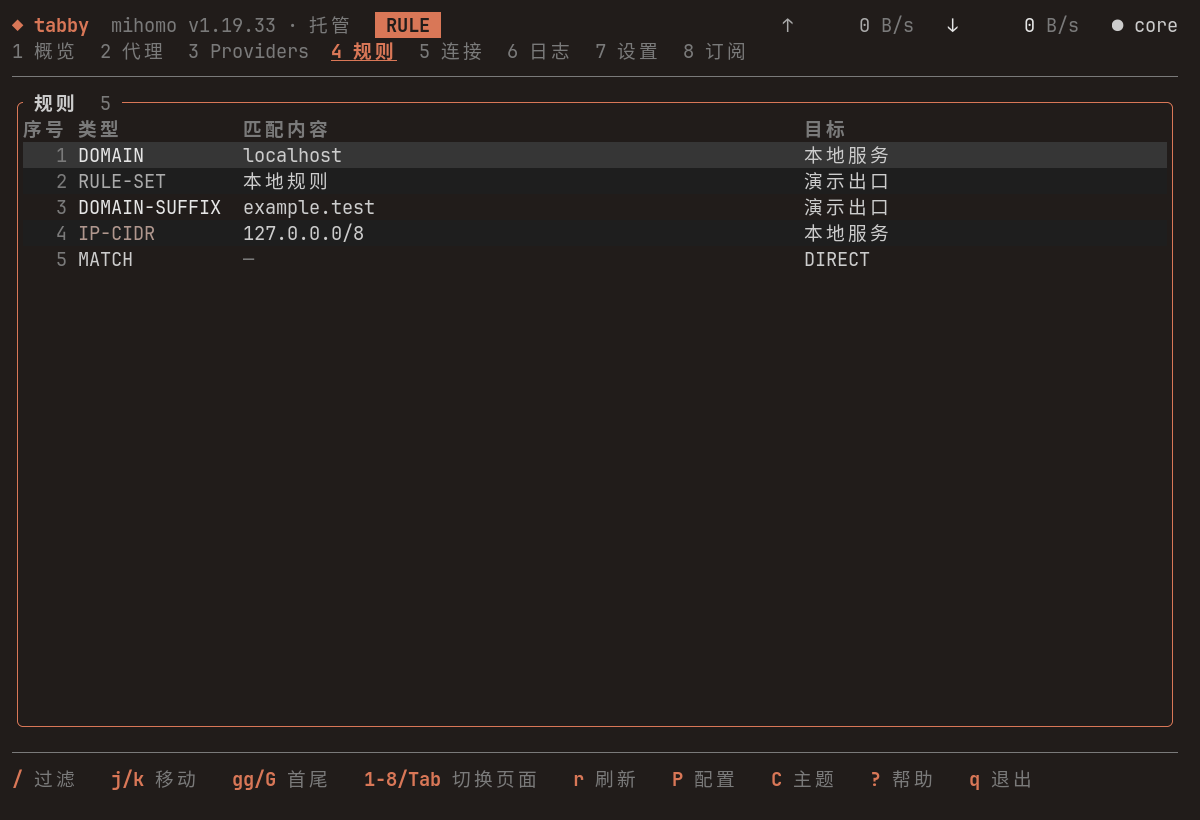 ◆ tabby mihomo v1.19.33 · 托管 RULE ↑ 0 B/s ↓ 0 B/s ● core
1 概览 2 代理 3 Providers 4 规则 5 连接 6 日志 7 设置 8 订阅
规则 5
序号 类型 匹配内容 目标
1 DOMAIN localhost 本地服务
2 RULE-SET 本地规则 演示出口
3 DOMAIN-SUFFIX example.test 演示出口
4 IP-CIDR 127.0.0.0/8 本地服务
5 MATCH — DIRECT
/ 过滤 j/k 移动 gg/G 首尾 1-8/Tab 切换页面 r 刷新 P 配置 C 主题 ? 帮助 q 退出